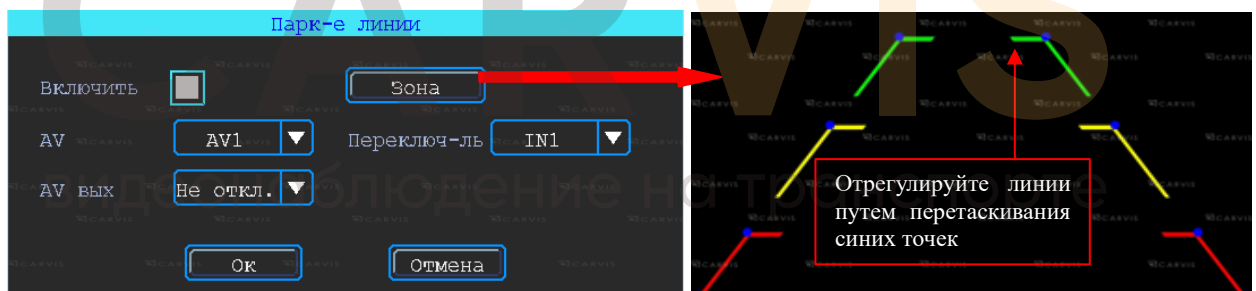 Парк-е линии
Включить
Зона
AV
AV1
Переключ-ль
IN1
AV вых
Не откл.
Ок
Отмена
Отрегулируйте линии
путем перетаскивания
синих точек
CARVIS
видеонаблюдение на транспорте